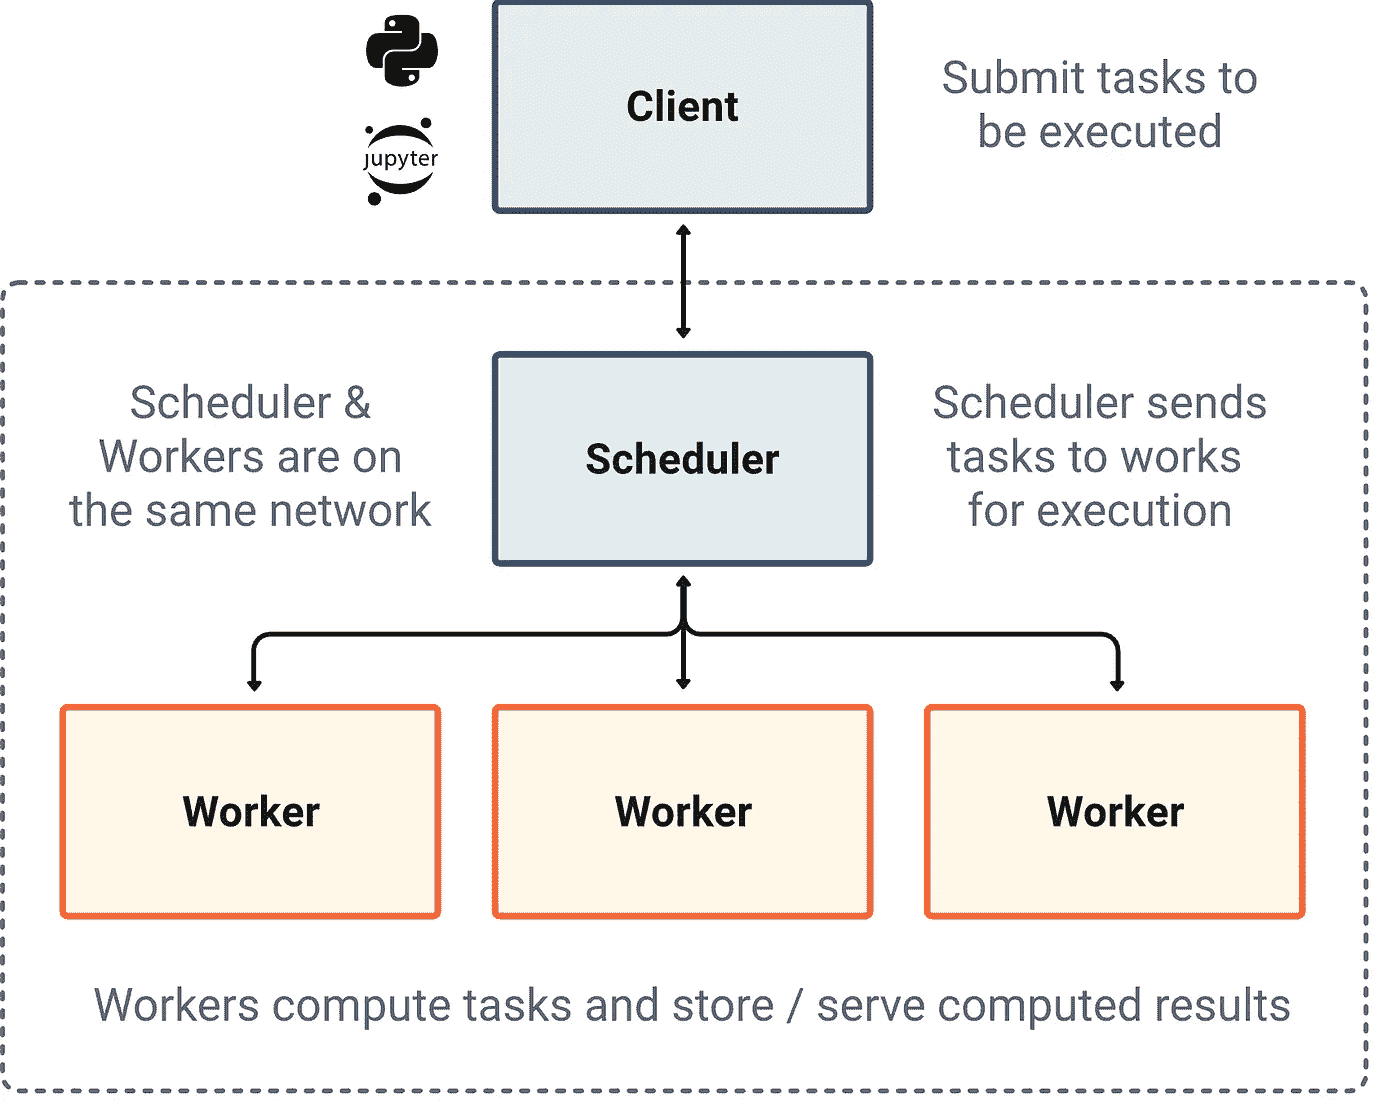 Client
Submit tasks to
be executed
jupyter
Scheduler &
Workers are on
the same network
Scheduler
Scheduler sends
tasks to works
for execution
Worker
Worker
Worker
Workers compute tasks and store / serve computed results